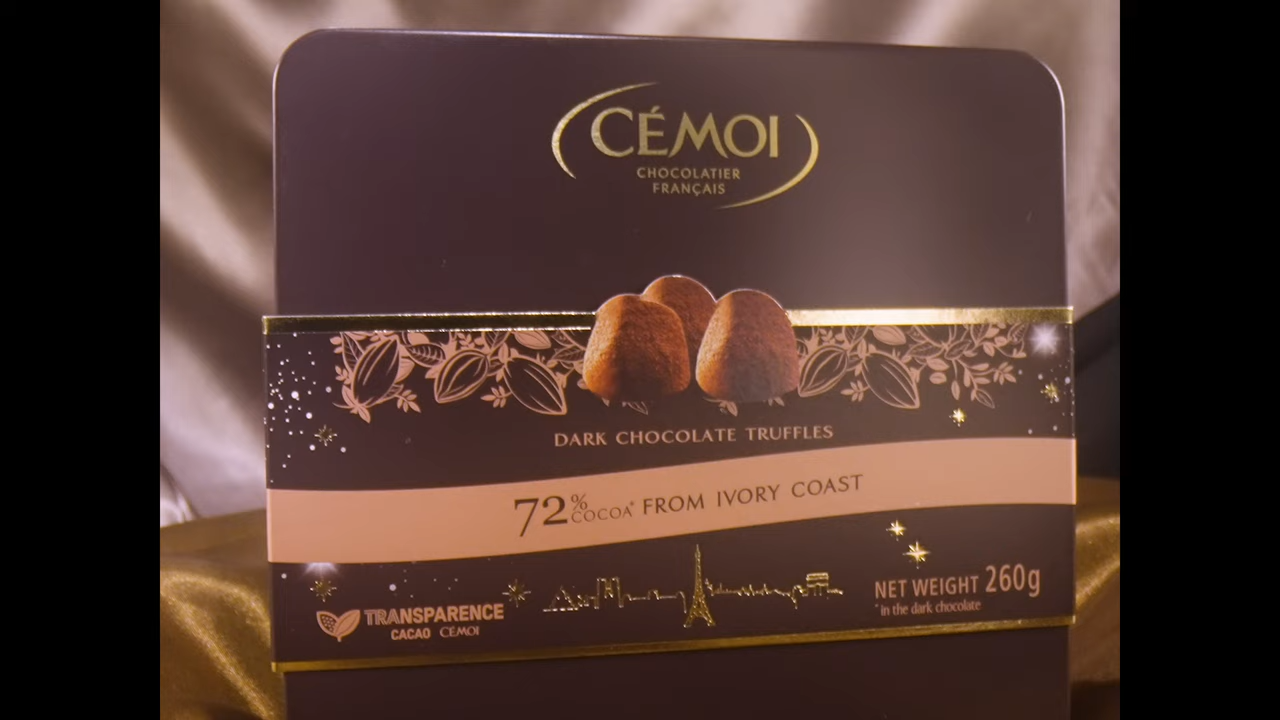 CÉMOI
CHOCOLATIER
FRANÇAIS
DARK CHOCOLATE TRUFFLES
72% COCOA* FROM IVORY COAST
NET WEIGHT 260g
*in the dark chocolate
TRANSPARENCE
CACAO CÉMOI